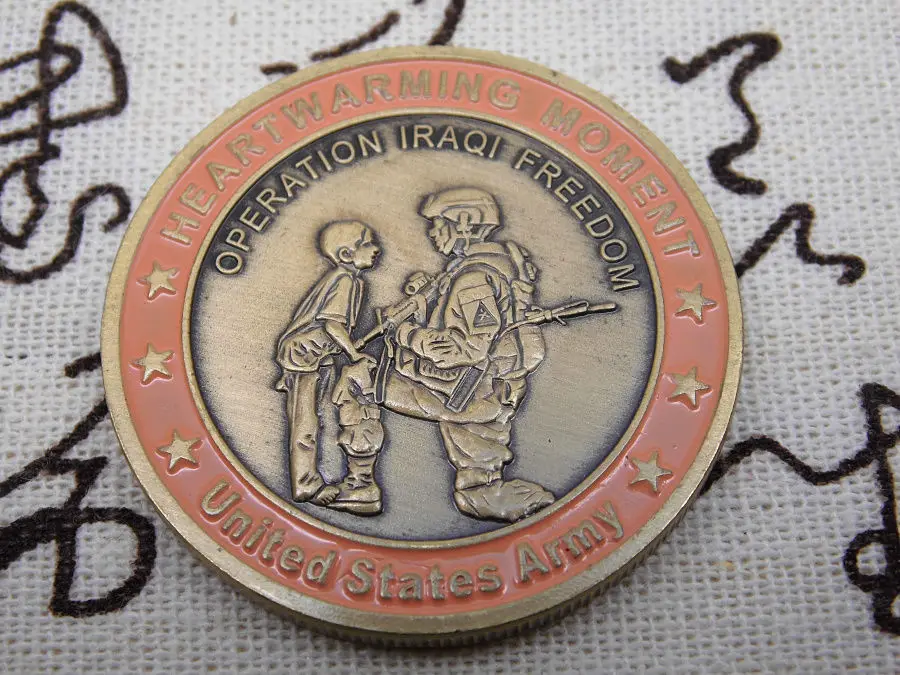 HEARTWARMING MOMENT
OPERATION IRAQI FREEDOM
United States Army